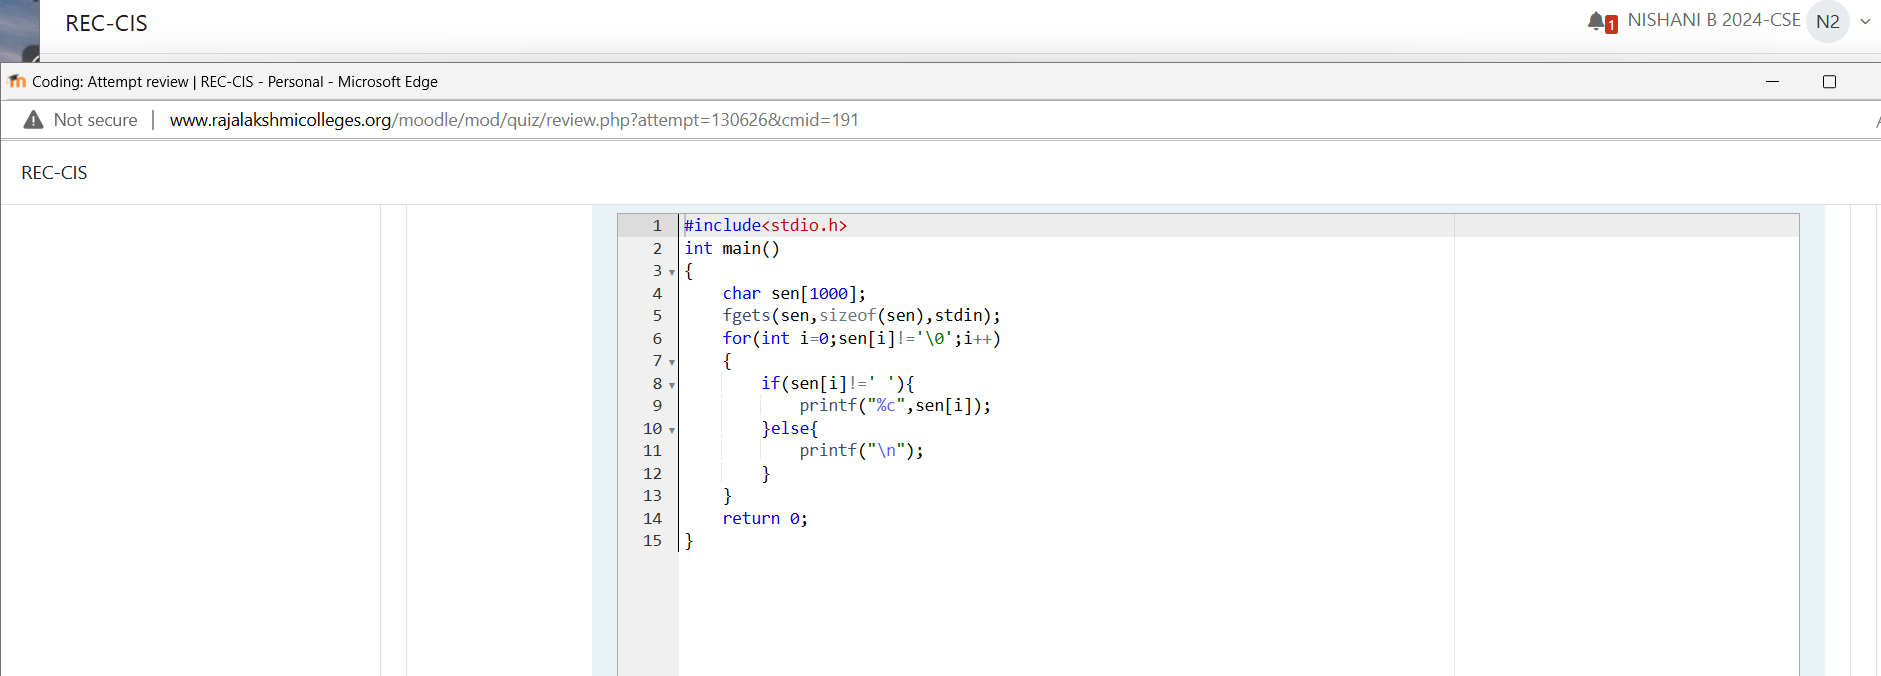 REC-CIS
1 NISHANI B 2024-CSE N2
Coding: Attempt review | REC-CIS - Personal - Microsoft Edge
Not secure | www.rajalakshmicolleges.org/moodle/mod/quiz/review.php?attempt=130626&cmid=191
REC-CIS
1 #include<stdio.h>
2 int main()
3 {
4     char sen[1000];
5     fgets(sen,sizeof(sen),stdin);
6     for(int i=0;sen[i]!='\0';i++)
7     {
8         if(sen[i]!=' '){
9             printf("%c",sen[i]);
10         }else{
11             printf("\n");
12         }
13     }
14     return 0;
15 }